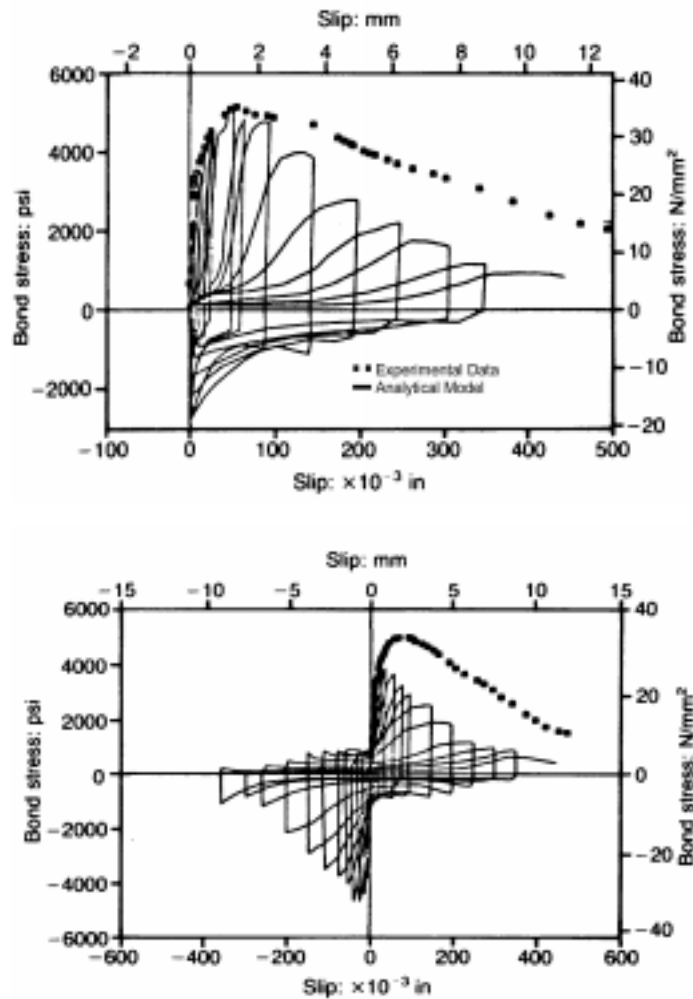 Slip: mm
−2 0 2 4 6 8 10 12
6000 4000 2000 0 −2000
Bond stress: psi
40 30 20 10 0 −10 −20
Bond stress: N/mm²
Experimental Data
Analytical Model
−100 0 100 200 300 400 500
Slip: ×10⁻³ in
Slip: mm
−15 −10 −5 0 5 10 15
6000 4000 2000 0 −2000 −4000 −6000
Bond stress: psi
40 20 0 −20 −40
Bond stress: N/mm²
−600 −400 −200 0 200 400 600
Slip: ×10⁻³ in